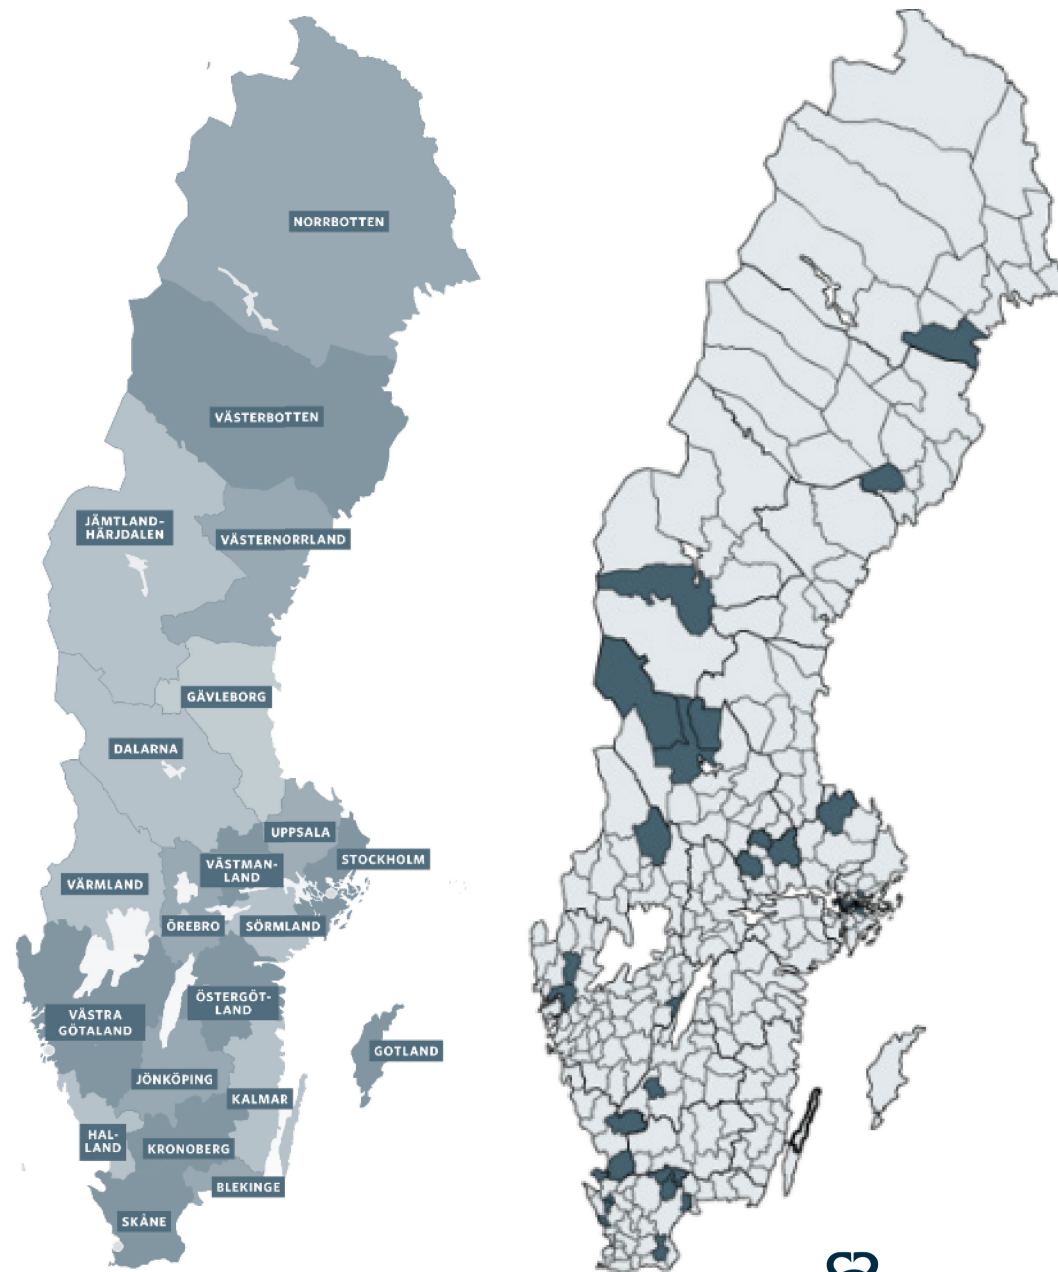 NORRBOTTEN
VÄSTERBOTTEN
JÄMTLAND-
HÄRJDALEN
VÄSTERNORRLAND
GÄVLEBORG
DALARNA
UPPSALA
STOCKHOLM
VÄSTMAN-
LAND
VÄRMLAND
ÖREBRO
SÖRMLAND
ÖSTERGÖT-
LAND
VÄSTRA
GÖTALAND
GOTLAND
JÖNKÖPING
KALMAR
HAL-
LAND
KRONOBERG
BLEKINGE
SKÅNE